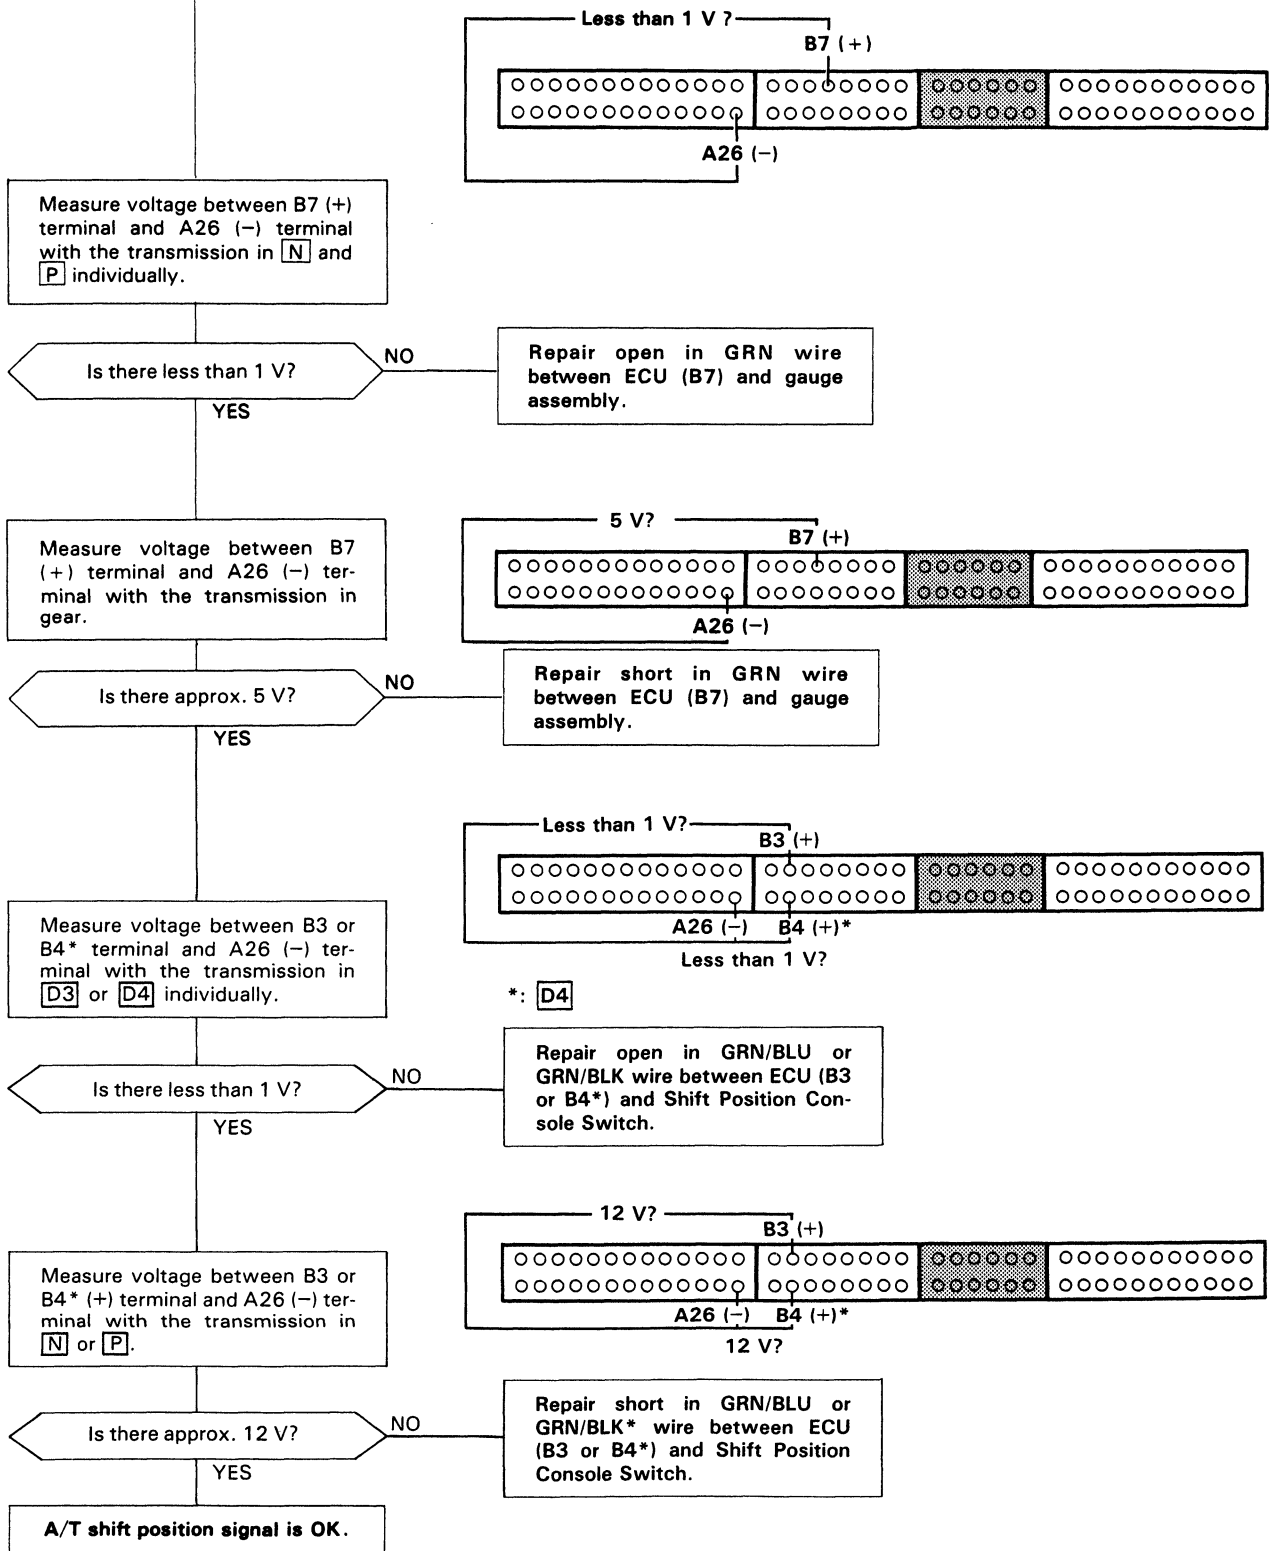 Less than 1 V ?
B7 (+)
A26 (−)
Measure voltage between B7 (+)
terminal and A26 (−) terminal
with the transmission in N and
P individually.
Is there less than 1 V?
NO
YES
Repair open in GRN wire
between ECU (B7) and gauge
assembly.
5 V?
B7 (+)
A26 (−)
Measure voltage between B7
(+) terminal and A26 (−) ter-
minal with the transmission in
gear.
Is there approx. 5 V?
NO
YES
Repair short in GRN wire
between ECU (B7) and gauge
assembly.
Less than 1 V?
B3 (+)
A26 (−) B4 (+)*
Less than 1 V?
*: D4
Measure voltage between B3 or
B4* terminal and A26 (−) ter-
minal with the transmission in
D3 or D4 individually.
Is there less than 1 V?
NO
YES
Repair open in GRN/BLU or
GRN/BLK wire between ECU (B3
or B4*) and Shift Position Con-
sole Switch.
12 V?
B3 (+)
A26 (−) B4 (+)*
12 V?
Measure voltage between B3 or
B4* (+) terminal and A26 (−) ter-
minal with the transmission in
N or P.
Is there approx. 12 V?
NO
YES
Repair short in GRN/BLU or
GRN/BLK* wire between ECU
(B3 or B4*) and Shift Position
Console Switch.
A/T shift position signal is OK.